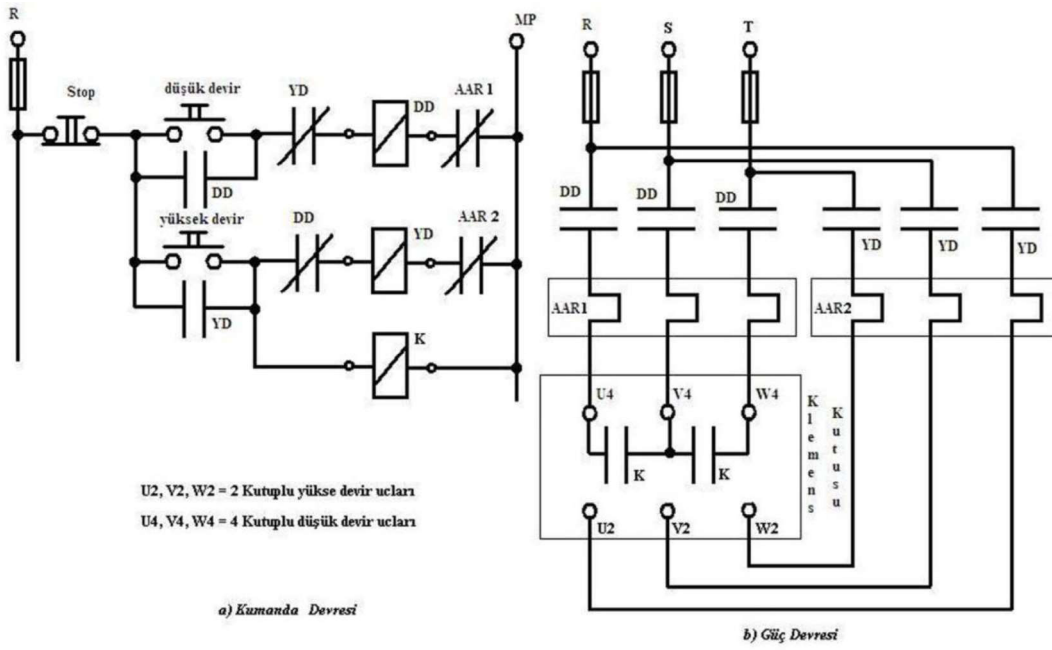 R
MP
Stop
düşük devir
YD
DD
AAR 1
DD
yüksek devir
DD
YD
AAR 2
YD
K
U2, V2, W2 = 2 Kutuplu yükse devir uçları
U4, V4, W4 = 4 Kutuplu düşük devir uçları
a) Kumanda Devresi
R
S
T
DD
DD
DD
YD
YD
YD
AAR1
AAR2
U4
V4
W4
K
K
U2
V2
W2
Klemens
Kutusu
b) Güç Devresi